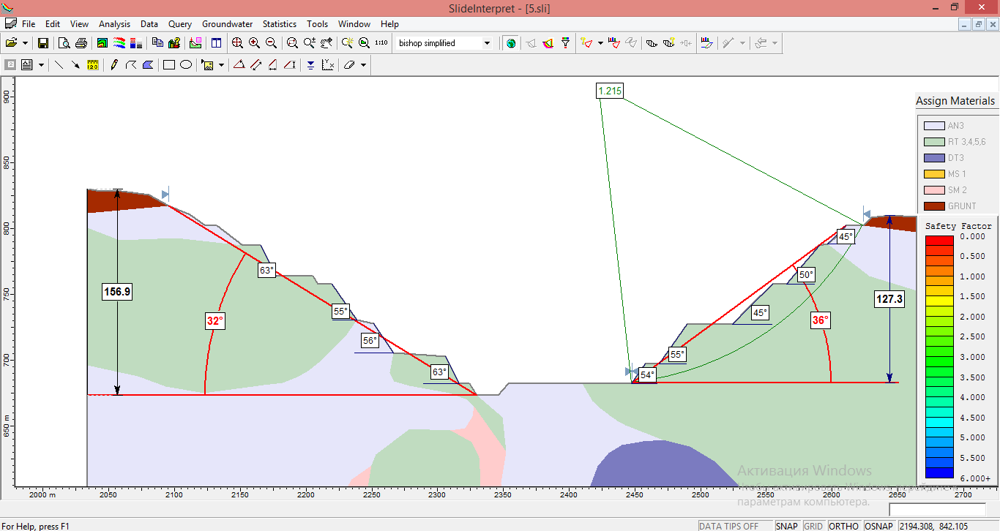 SlideInterpret - [5.sli]
File Edit View Analysis Data Query Groundwater Statistics Tools Window Help
1:10 bishop simplified
123
900
850
800
750
700
650 m
1.215
156.9
32°
63°
55°
56°
63°
45°
50°
45°
55°
54°
36°
127.3
Assign Materials
AN3
RT 3,4,5,6
DT3
MS 1
SM 2
GRUNT
Safety Factor
0.000
0.500
1.000
1.500
2.000
2.500
3.000
3.500
4.000
4.500
5.000
5.500
6.000+
Активация Windows
Чтобы активировать Windows, перейдите к
параметрам компьютера.
2000 m 2050 2100 2150 2200 2250 2300 2350 2400 2450 2500 2550 2600 2650 2700
For Help, press F1 DATA TIPS OFF SNAP GRID ORTHO OSNAP 2194.308, 842.105